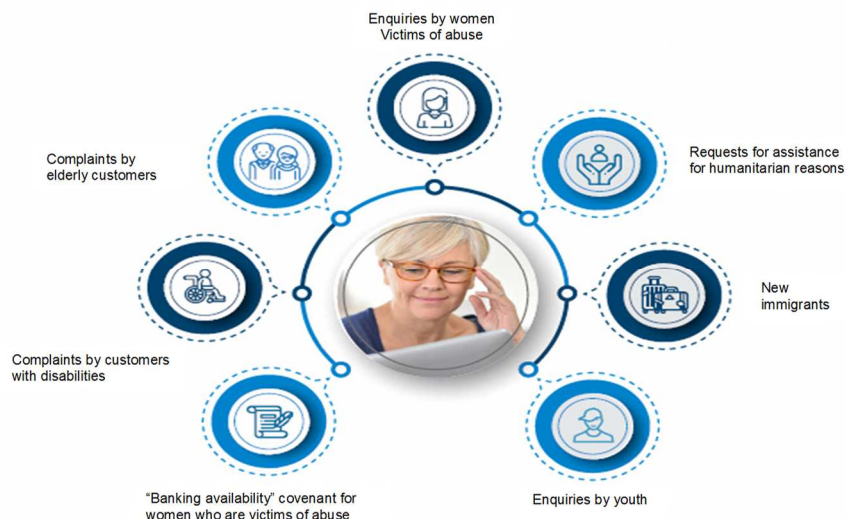 Enquiries by women
Victims of abuse
Complaints by
elderly customers
Requests for assistance
for humanitarian reasons
New
immigrants
Complaints by customers
with disabilities
“Banking availability” covenant for
women who are victims of abuse
Enquiries by youth